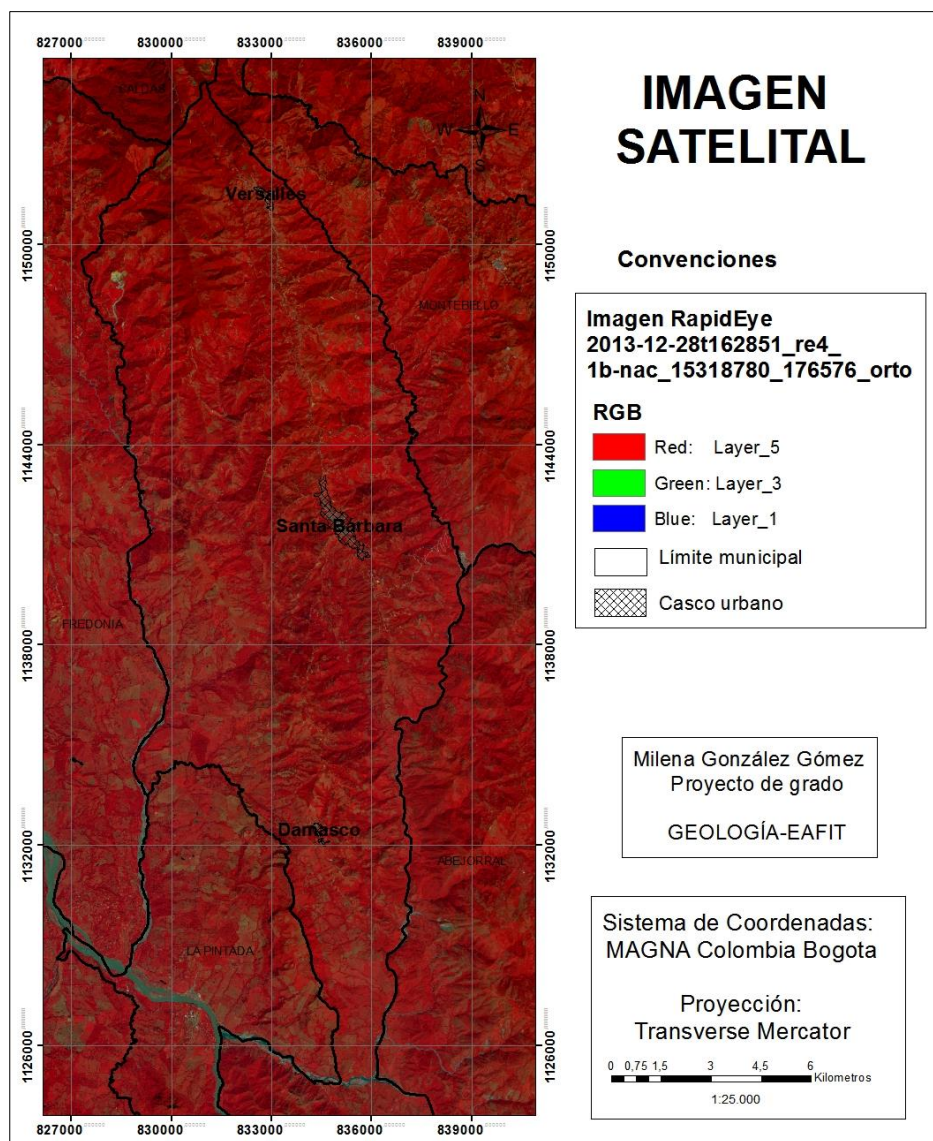 827000 830000 833000 836000 839000
IMAGEN
SATELITAL
CALDAS
N
W E
S
Versalles
1150000 1150000
MONTEBELLO
Convenciones
Imagen RapidEye
2013-12-28t162851_re4_
1b-nac_15318780_176576_orto
RGB
Red: Layer_5
Green: Layer_3
Blue: Layer_1
Límite municipal
Casco urbano
1144000 1144000
Santa Bárbara
FREDONIA
1138000 1138000
Milena González Gómez
Proyecto de grado
GEOLOGÍA-EAFIT
Damasco
1132000 1132000
ABEJORRAL
LA PINTADA
Sistema de Coordenadas:
MAGNA Colombia Bogota
Proyección:
Transverse Mercator
0 0,75 1,5 3 4,5 6
Kilometros
1:25.000
1126000 1126000
827000 830000 833000 836000 839000